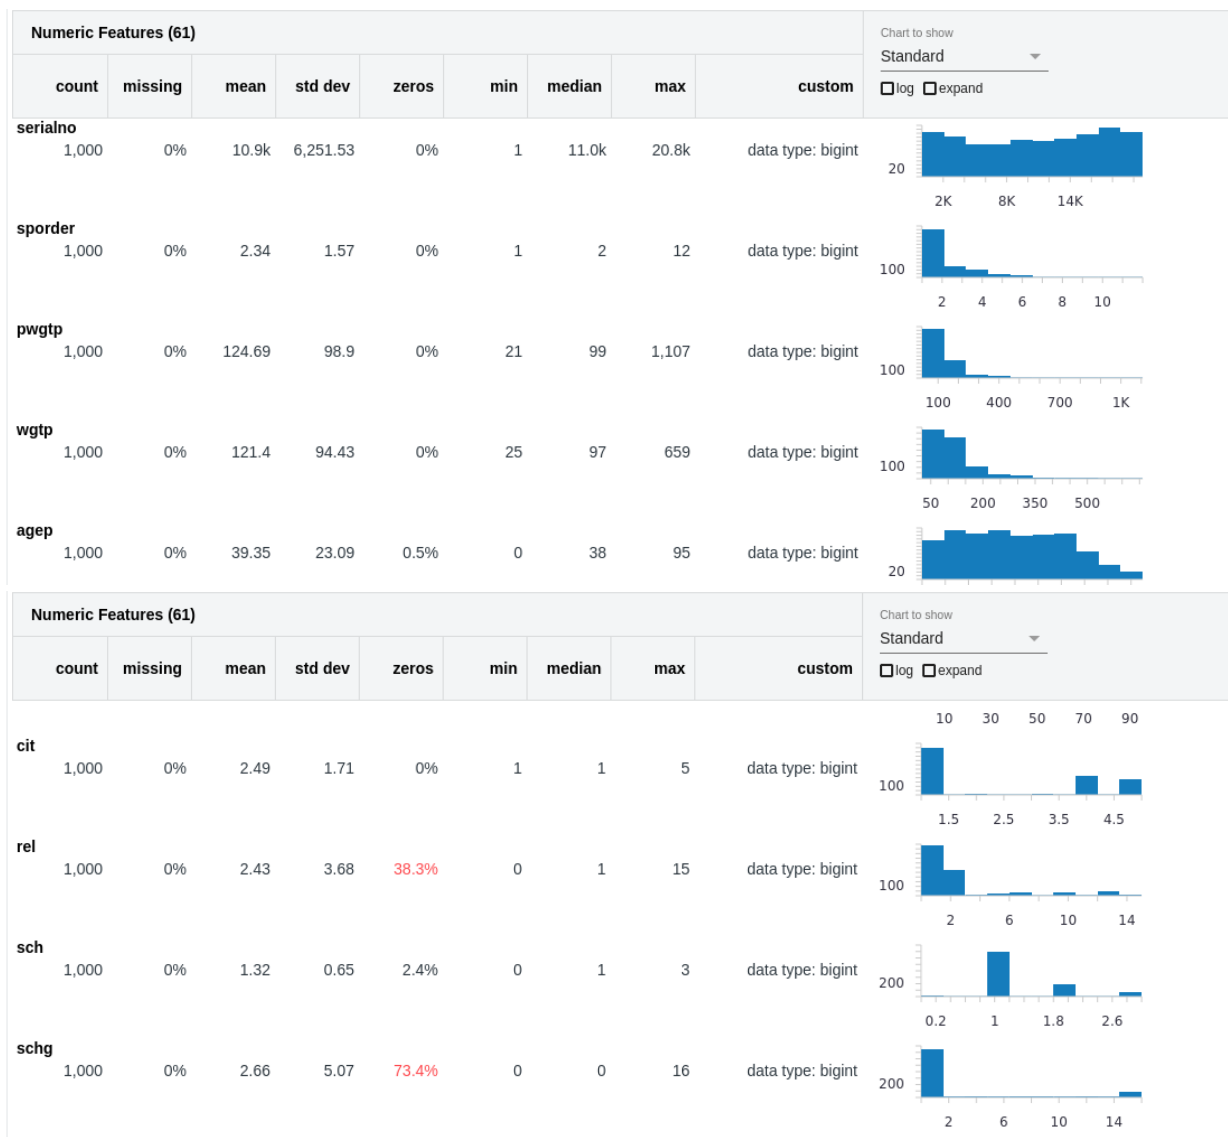 Numeric Features (61)
Chart to show
Standard
log expand
count missing mean std dev zeros min median max custom
serialno
1,000 0% 10.9k 6,251.53 0% 1 11.0k 20.8k data type: bigint
20
2K 8K 14K
sporder
1,000 0% 2.34 1.57 0% 1 2 12 data type: bigint
100
2 4 6 8 10
pwgtp
1,000 0% 124.69 98.9 0% 21 99 1,107 data type: bigint
100
100 400 700 1K
wgtp
1,000 0% 121.4 94.43 0% 25 97 659 data type: bigint
100
50 200 350 500
agep
1,000 0% 39.35 23.09 0.5% 0 38 95 data type: bigint
20
Numeric Features (61)
Chart to show
Standard
log expand
count missing mean std dev zeros min median max custom
10 30 50 70 90
cit
1,000 0% 2.49 1.71 0% 1 1 5 data type: bigint
100
1.5 2.5 3.5 4.5
rel
1,000 0% 2.43 3.68 38.3% 0 1 15 data type: bigint
100
2 6 10 14
sch
1,000 0% 1.32 0.65 2.4% 0 1 3 data type: bigint
200
0.2 1 1.8 2.6
schg
1,000 0% 2.66 5.07 73.4% 0 0 16 data type: bigint
200
2 6 10 14